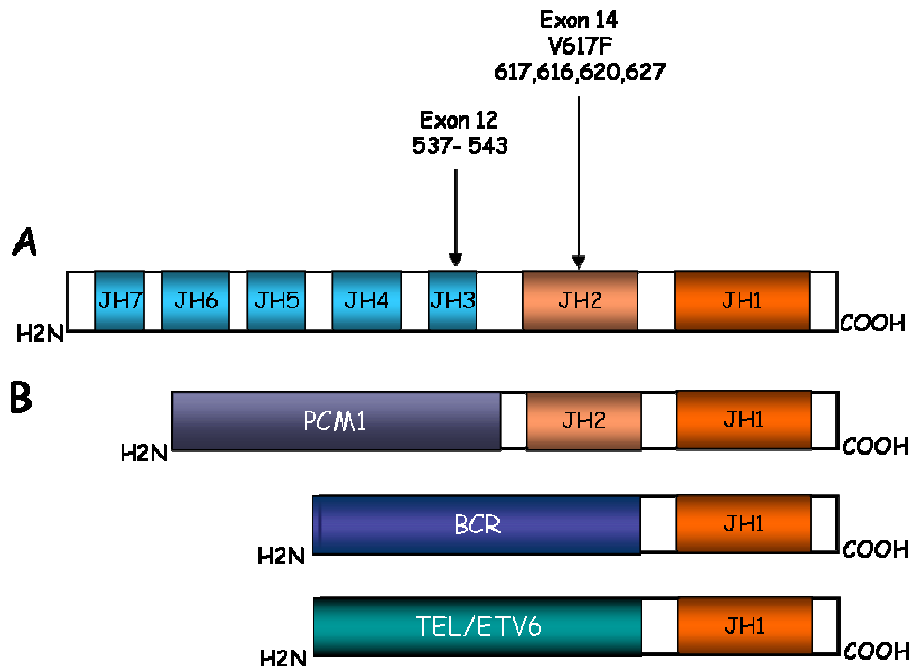 Exon 14
V617F
617,616,620,627
Exon 12
537- 543
A
JH7 JH6 JH5 JH4 JH3 JH2 JH1
H2N COOH
B
PCM1 JH2 JH1
H2N COOH
BCR JH1
H2N COOH
TEL/ETV6 JH1
H2N COOH